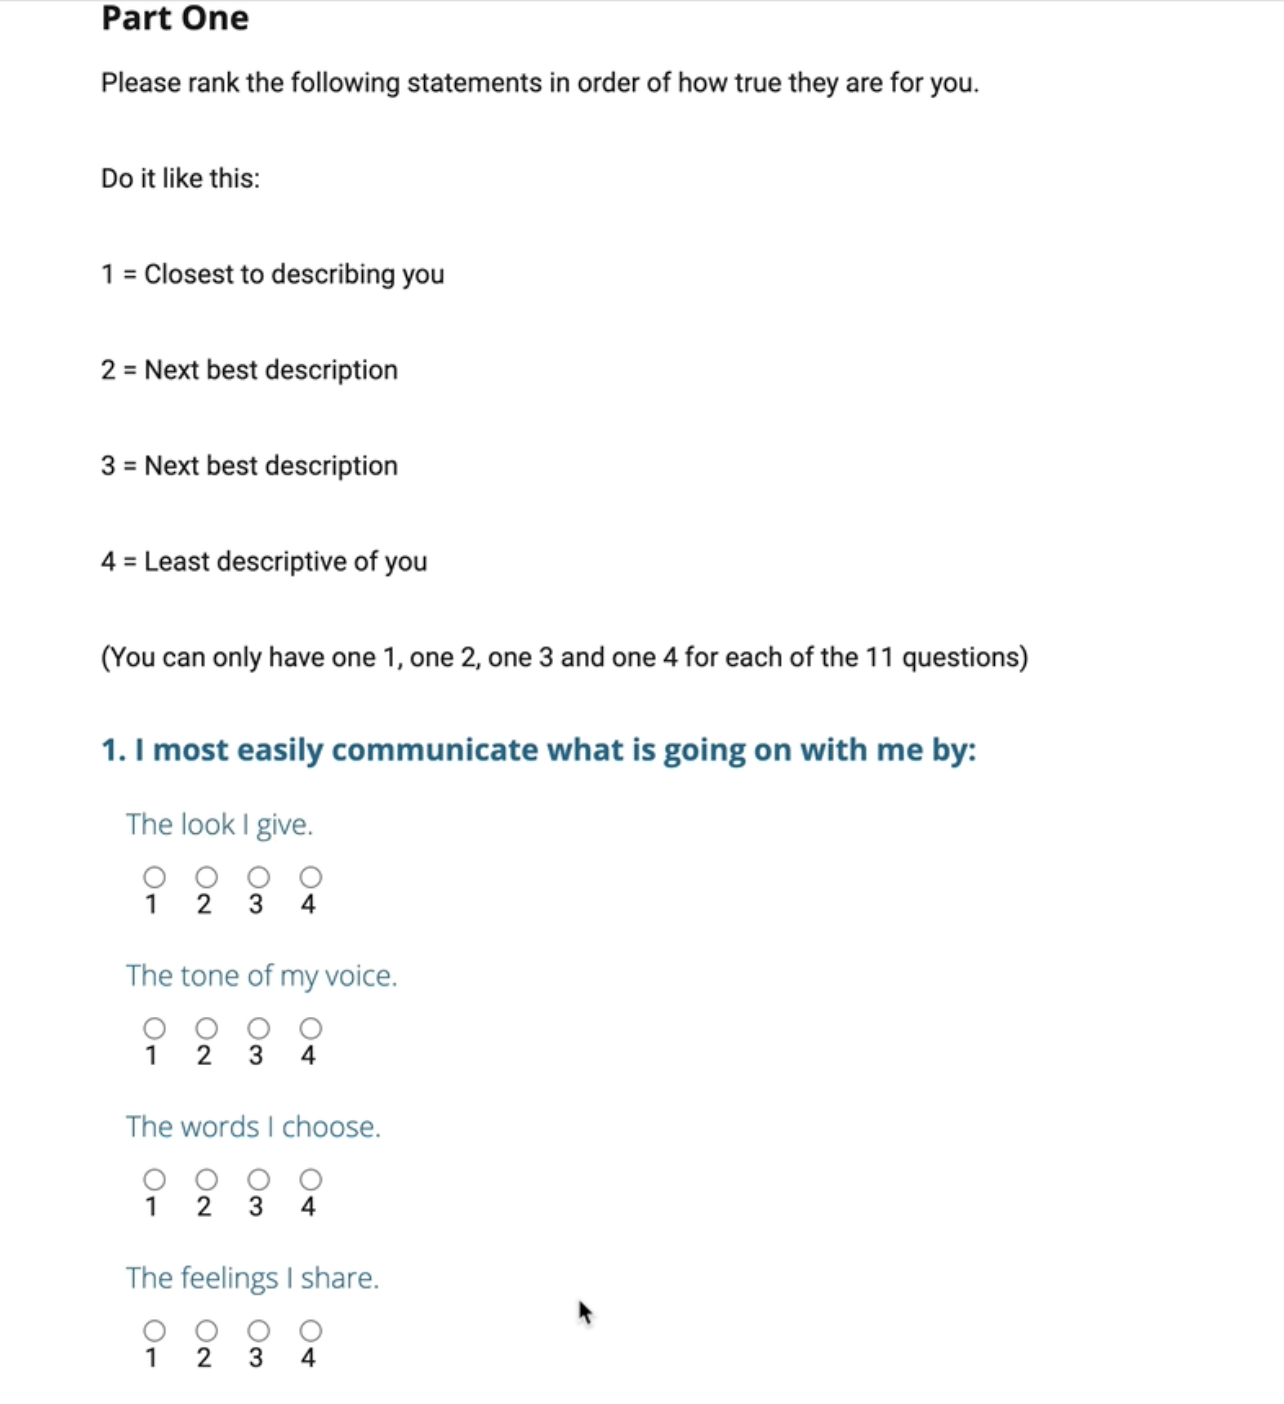 Part One
Please rank the following statements in order of how true they are for you.
Do it like this:
1 = Closest to describing you
2 = Next best description
3 = Next best description
4 = Least descriptive of you
(You can only have one 1, one 2, one 3 and one 4 for each of the 11 questions)
1. I most easily communicate what is going on with me by:
The look I give.
1 2 3 4
The tone of my voice.
1 2 3 4
The words I choose.
1 2 3 4
The feelings I share.
1 2 3 4